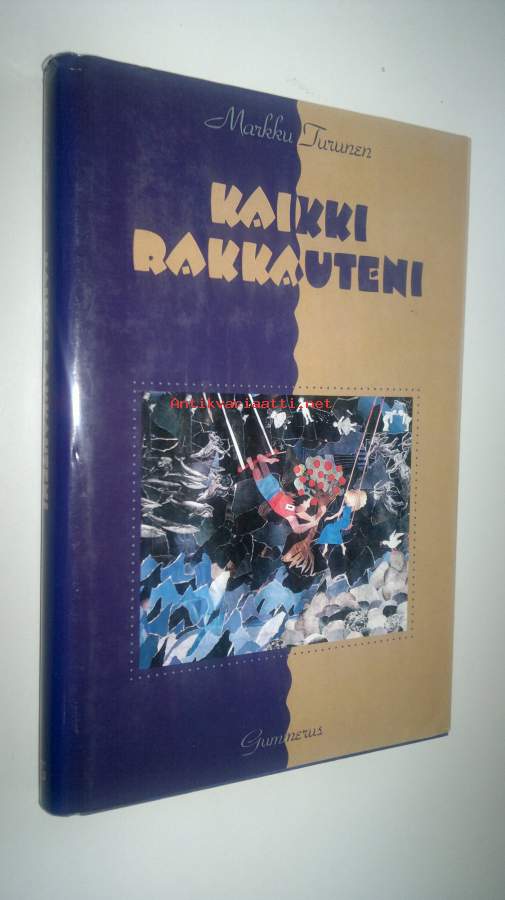 Markku Turunen
KAIKKI
RAKKAUTENI
Antikvariaatti.net
Gummerus